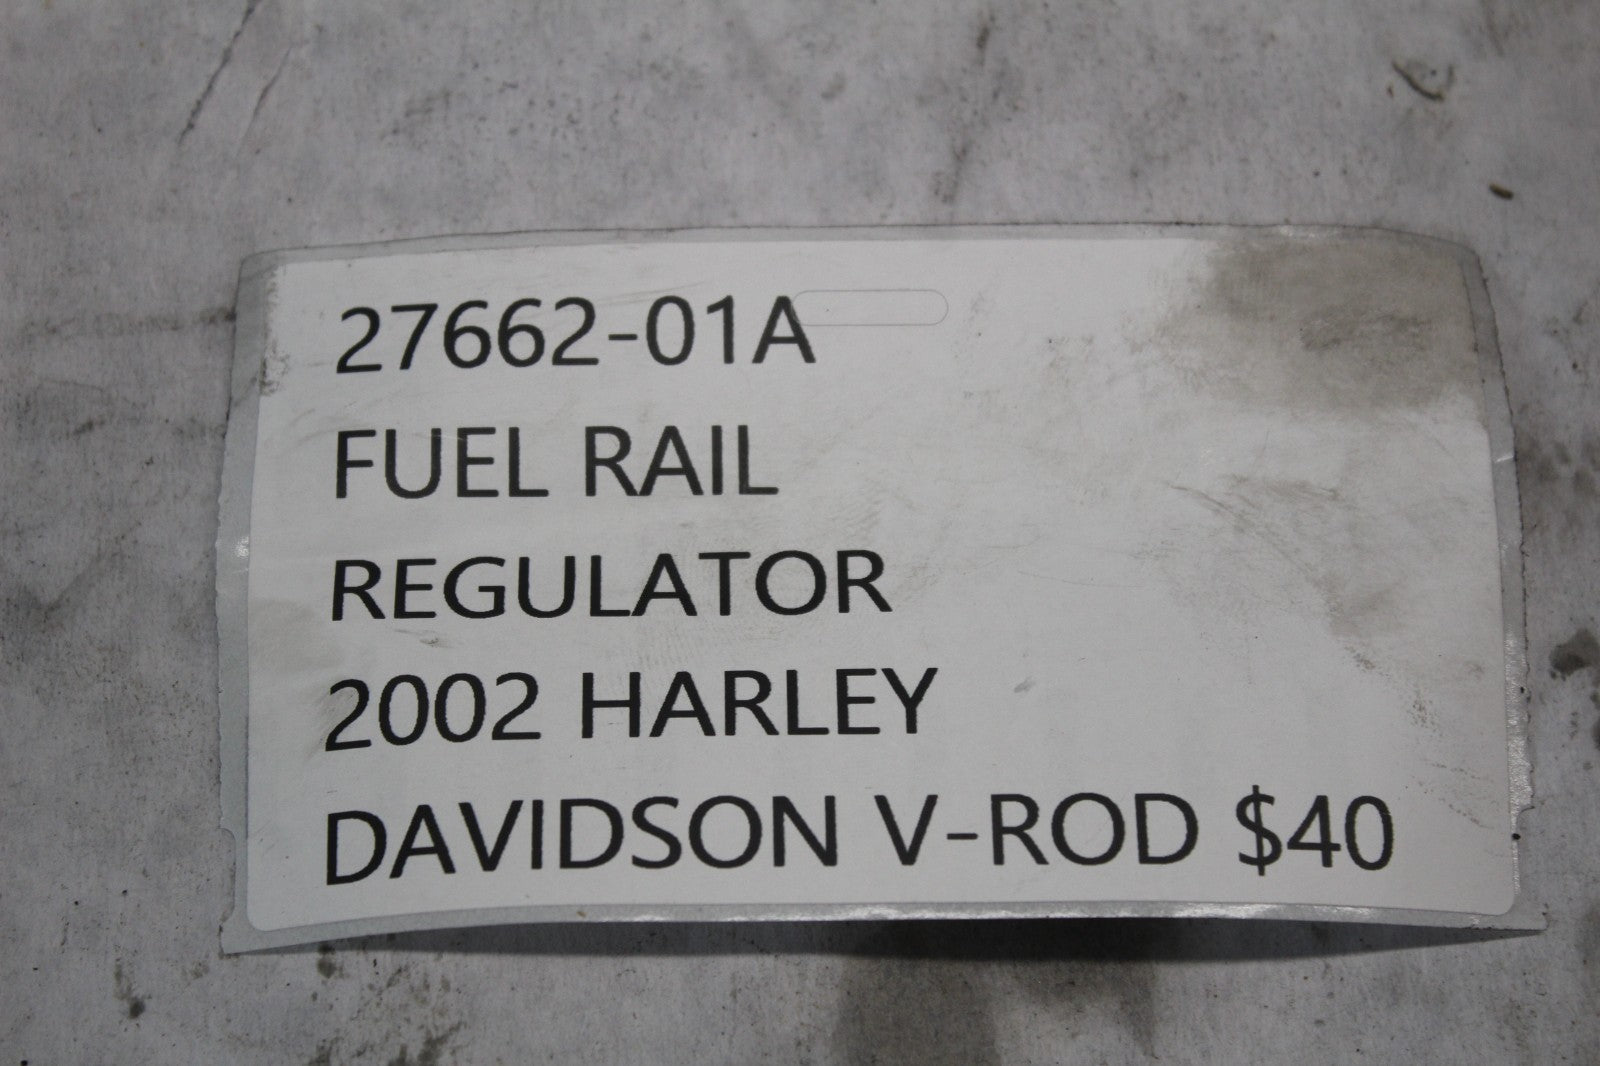 27662-01A
FUEL RAIL
REGULATOR
2002 HARLEY
DAVIDSON V-ROD $40